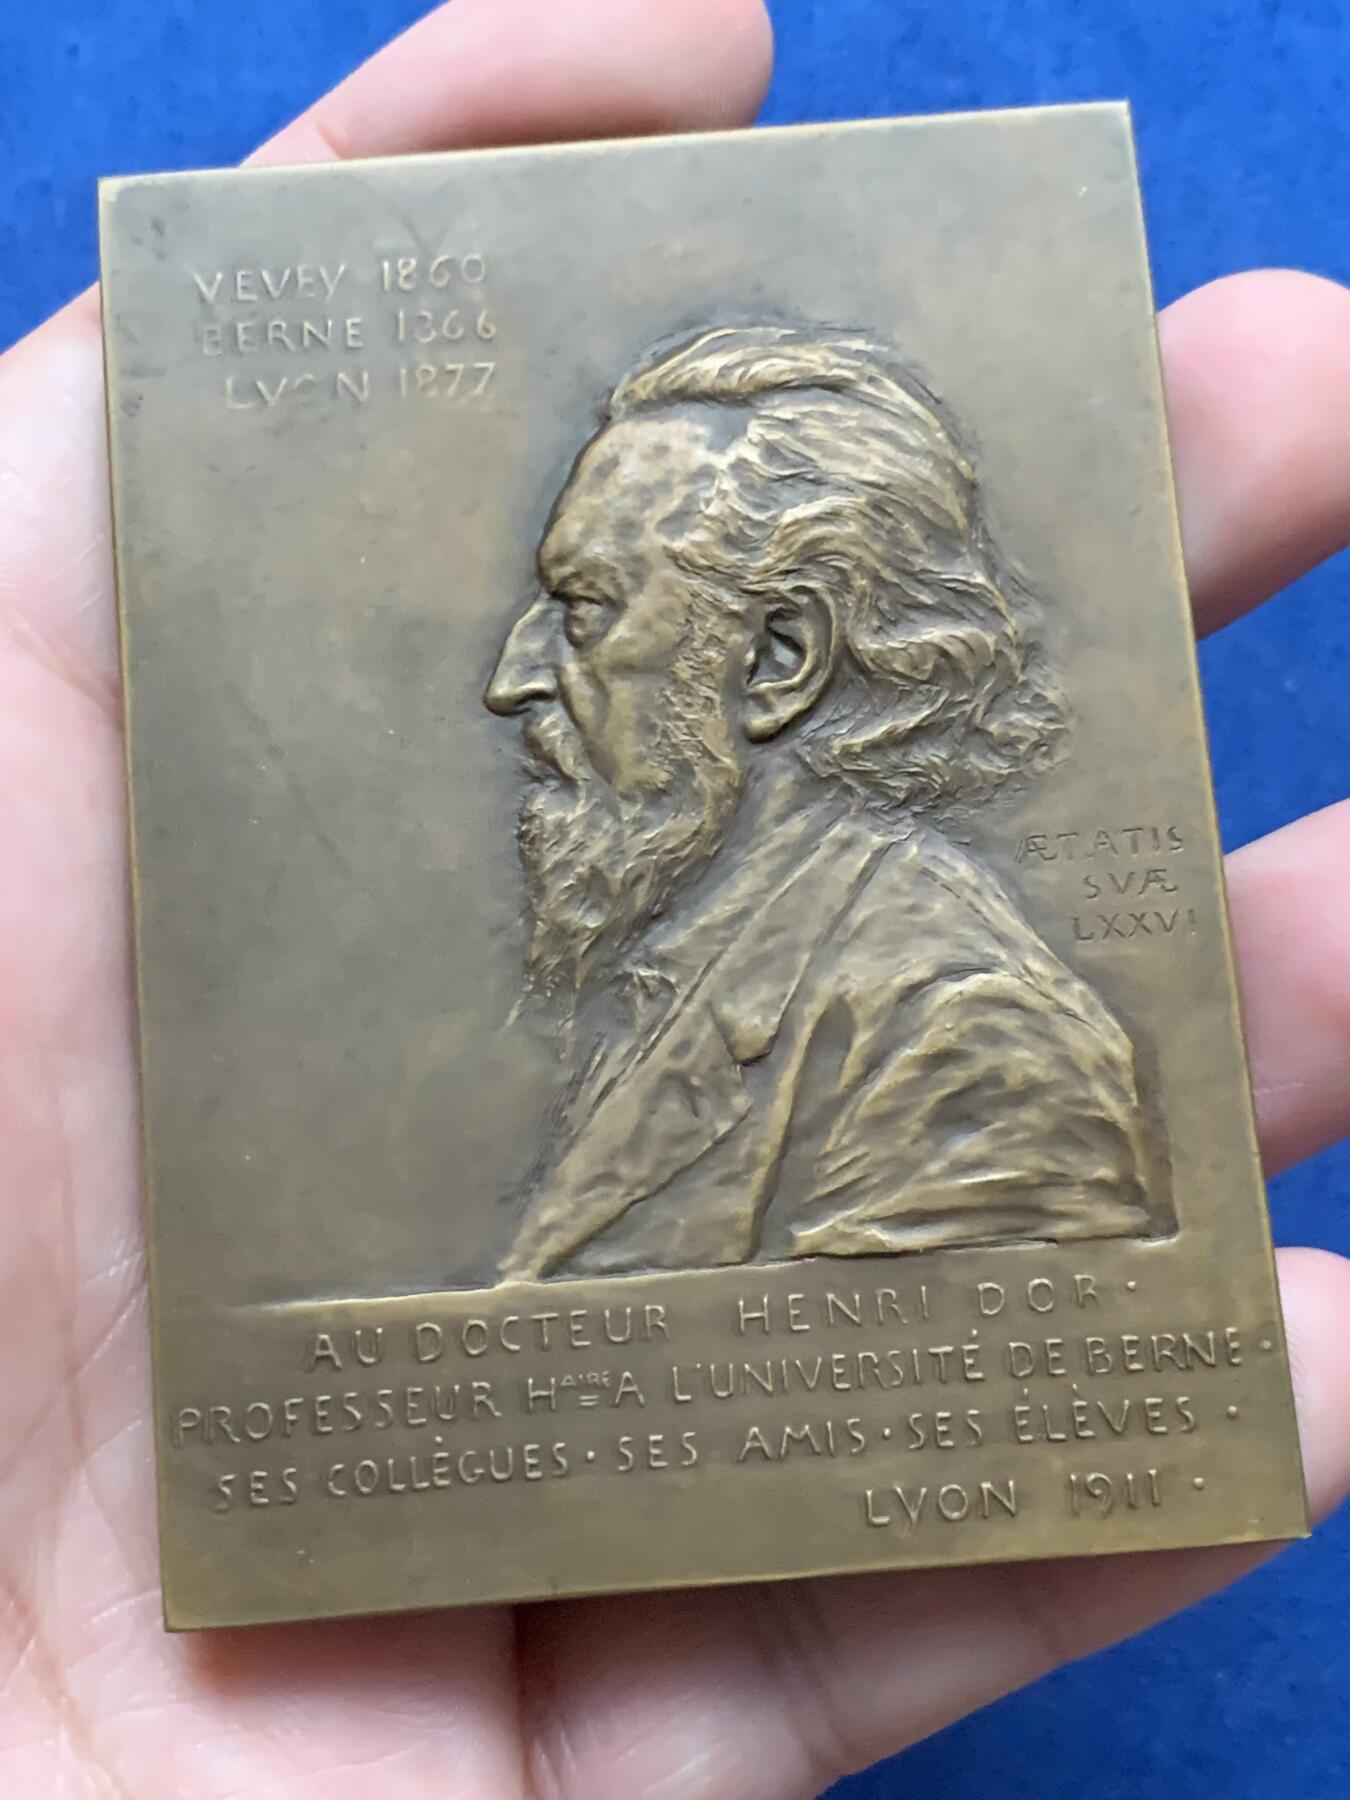 VEVEY 1860
BERNE 1866
LYON 1877
ÆTATIS
SVÆ
LXXVI
AU DOCTEUR HENRI DOR·
PROFESSEUR HAIRE A L'UNIVERSITÉ DE BERNE·
SES COLLÈGUES·SES AMIS·SES ÉLÈVES·
LYON 1911·